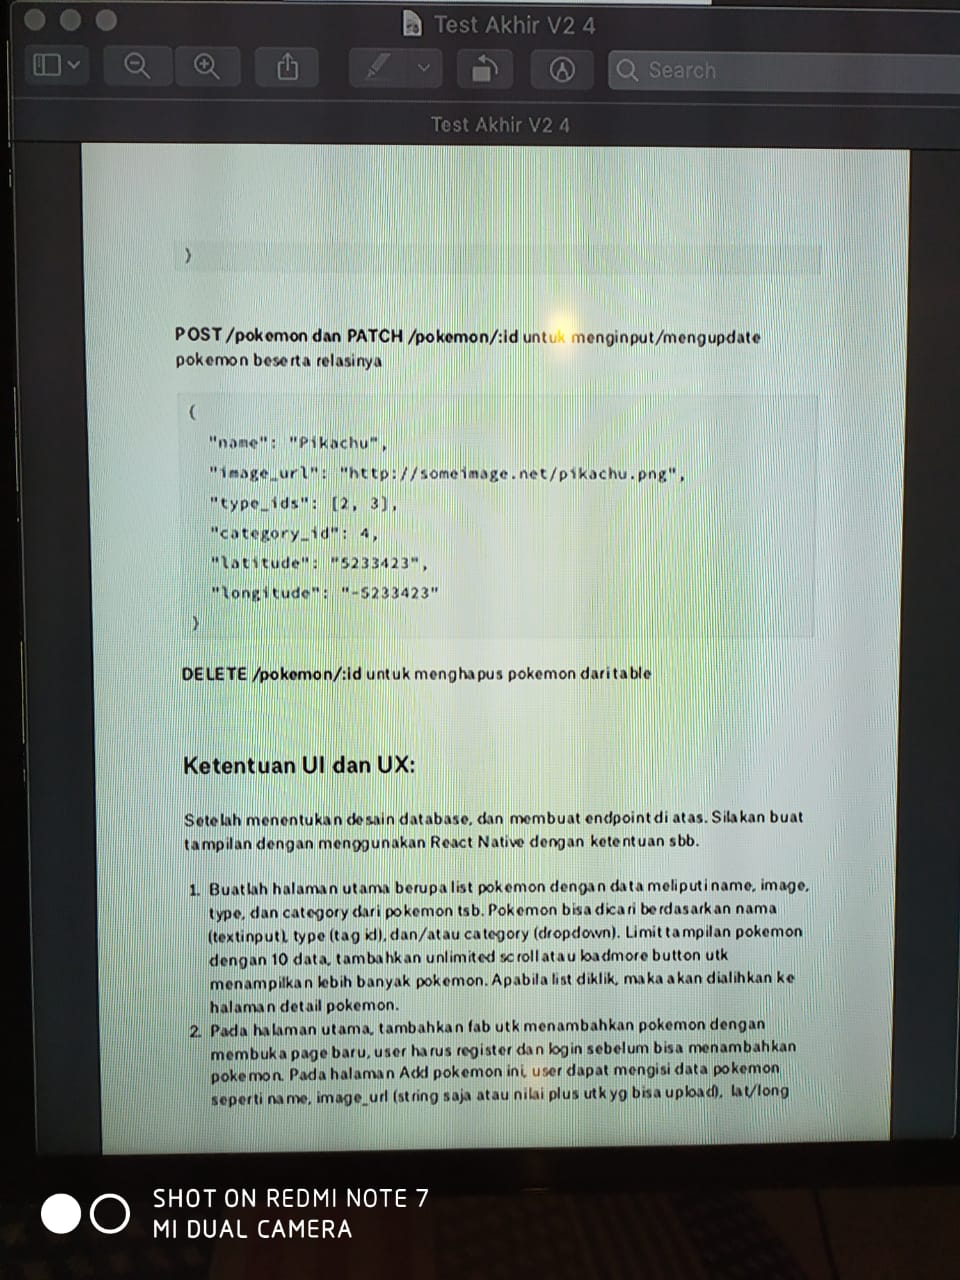 Test Akhir V2 4
Search
Test Akhir V2 4
}
POST /pokemon dan PATCH /pokemon/:id untuk menginput/mengupdate
pokemon beserta relasinya
{
"name": "Pikachu",
"image_url": "http://someimage.net/pikachu.png",
"type_ids": [2, 3],
"category_id": 4,
"latitude": "5233423",
"longitude": "-5233423"
}
DELETE /pokemon/:id untuk menghapus pokemon dari table
Ketentuan UI dan UX:
Setelah menentukan desain database, dan membuat endpoint di atas. Silakan buat
tampilan dengan menggunakan React Native dengan ketentuan sbb.
1. Buatlah halaman utama berupa list pokemon dengan data meliputi name, image,
type, dan category dari pokemon tsb. Pokemon bisa dicari berdasarkan nama
(textinput), type (tag id), dan/atau category (dropdown). Limit tampilan pokemon
dengan 10 data, tambahkan unlimited scroll atau loadmore button utk
menampilkan lebih banyak pokemon. Apabila list diklik, maka akan dialihkan ke
halaman detail pokemon.
2. Pada halaman utama, tambahkan fab utk menambahkan pokemon dengan
membuka page baru, user harus register dan login sebelum bisa menambahkan
pokemon. Pada halaman Add pokemon ini, user dapat mengisi data pokemon
seperti name, image_url (string saja atau nilai plus utk yg bisa upload), lat/long
SHOT ON REDMI NOTE 7
MI DUAL CAMERA